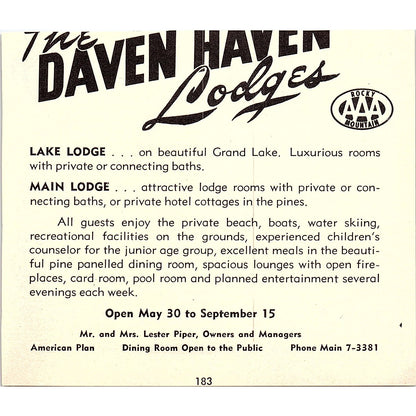 The
DAVEN HAVEN
Lodges
ROCKY
AAA
MOUNTAIN
LAKE LODGE . . . on beautiful Grand Lake. Luxurious rooms
with private or connecting baths.
MAIN LODGE . . . attractive lodge rooms with private or con-
necting baths, or private hotel cottages in the pines.
All guests enjoy the private beach, boats, water skiing,
recreational facilities on the grounds, experienced children's
counselor for the junior age group, excellent meals in the beauti-
ful pine panelled dining room, spacious lounges with open fire-
places, card room, pool room and planned entertainment several
evenings each week.
Open May 30 to September 15
Mr. and Mrs. Lester Piper, Owners and Managers
American Plan Dining Room Open to the Public Phone Main 7-3381
183